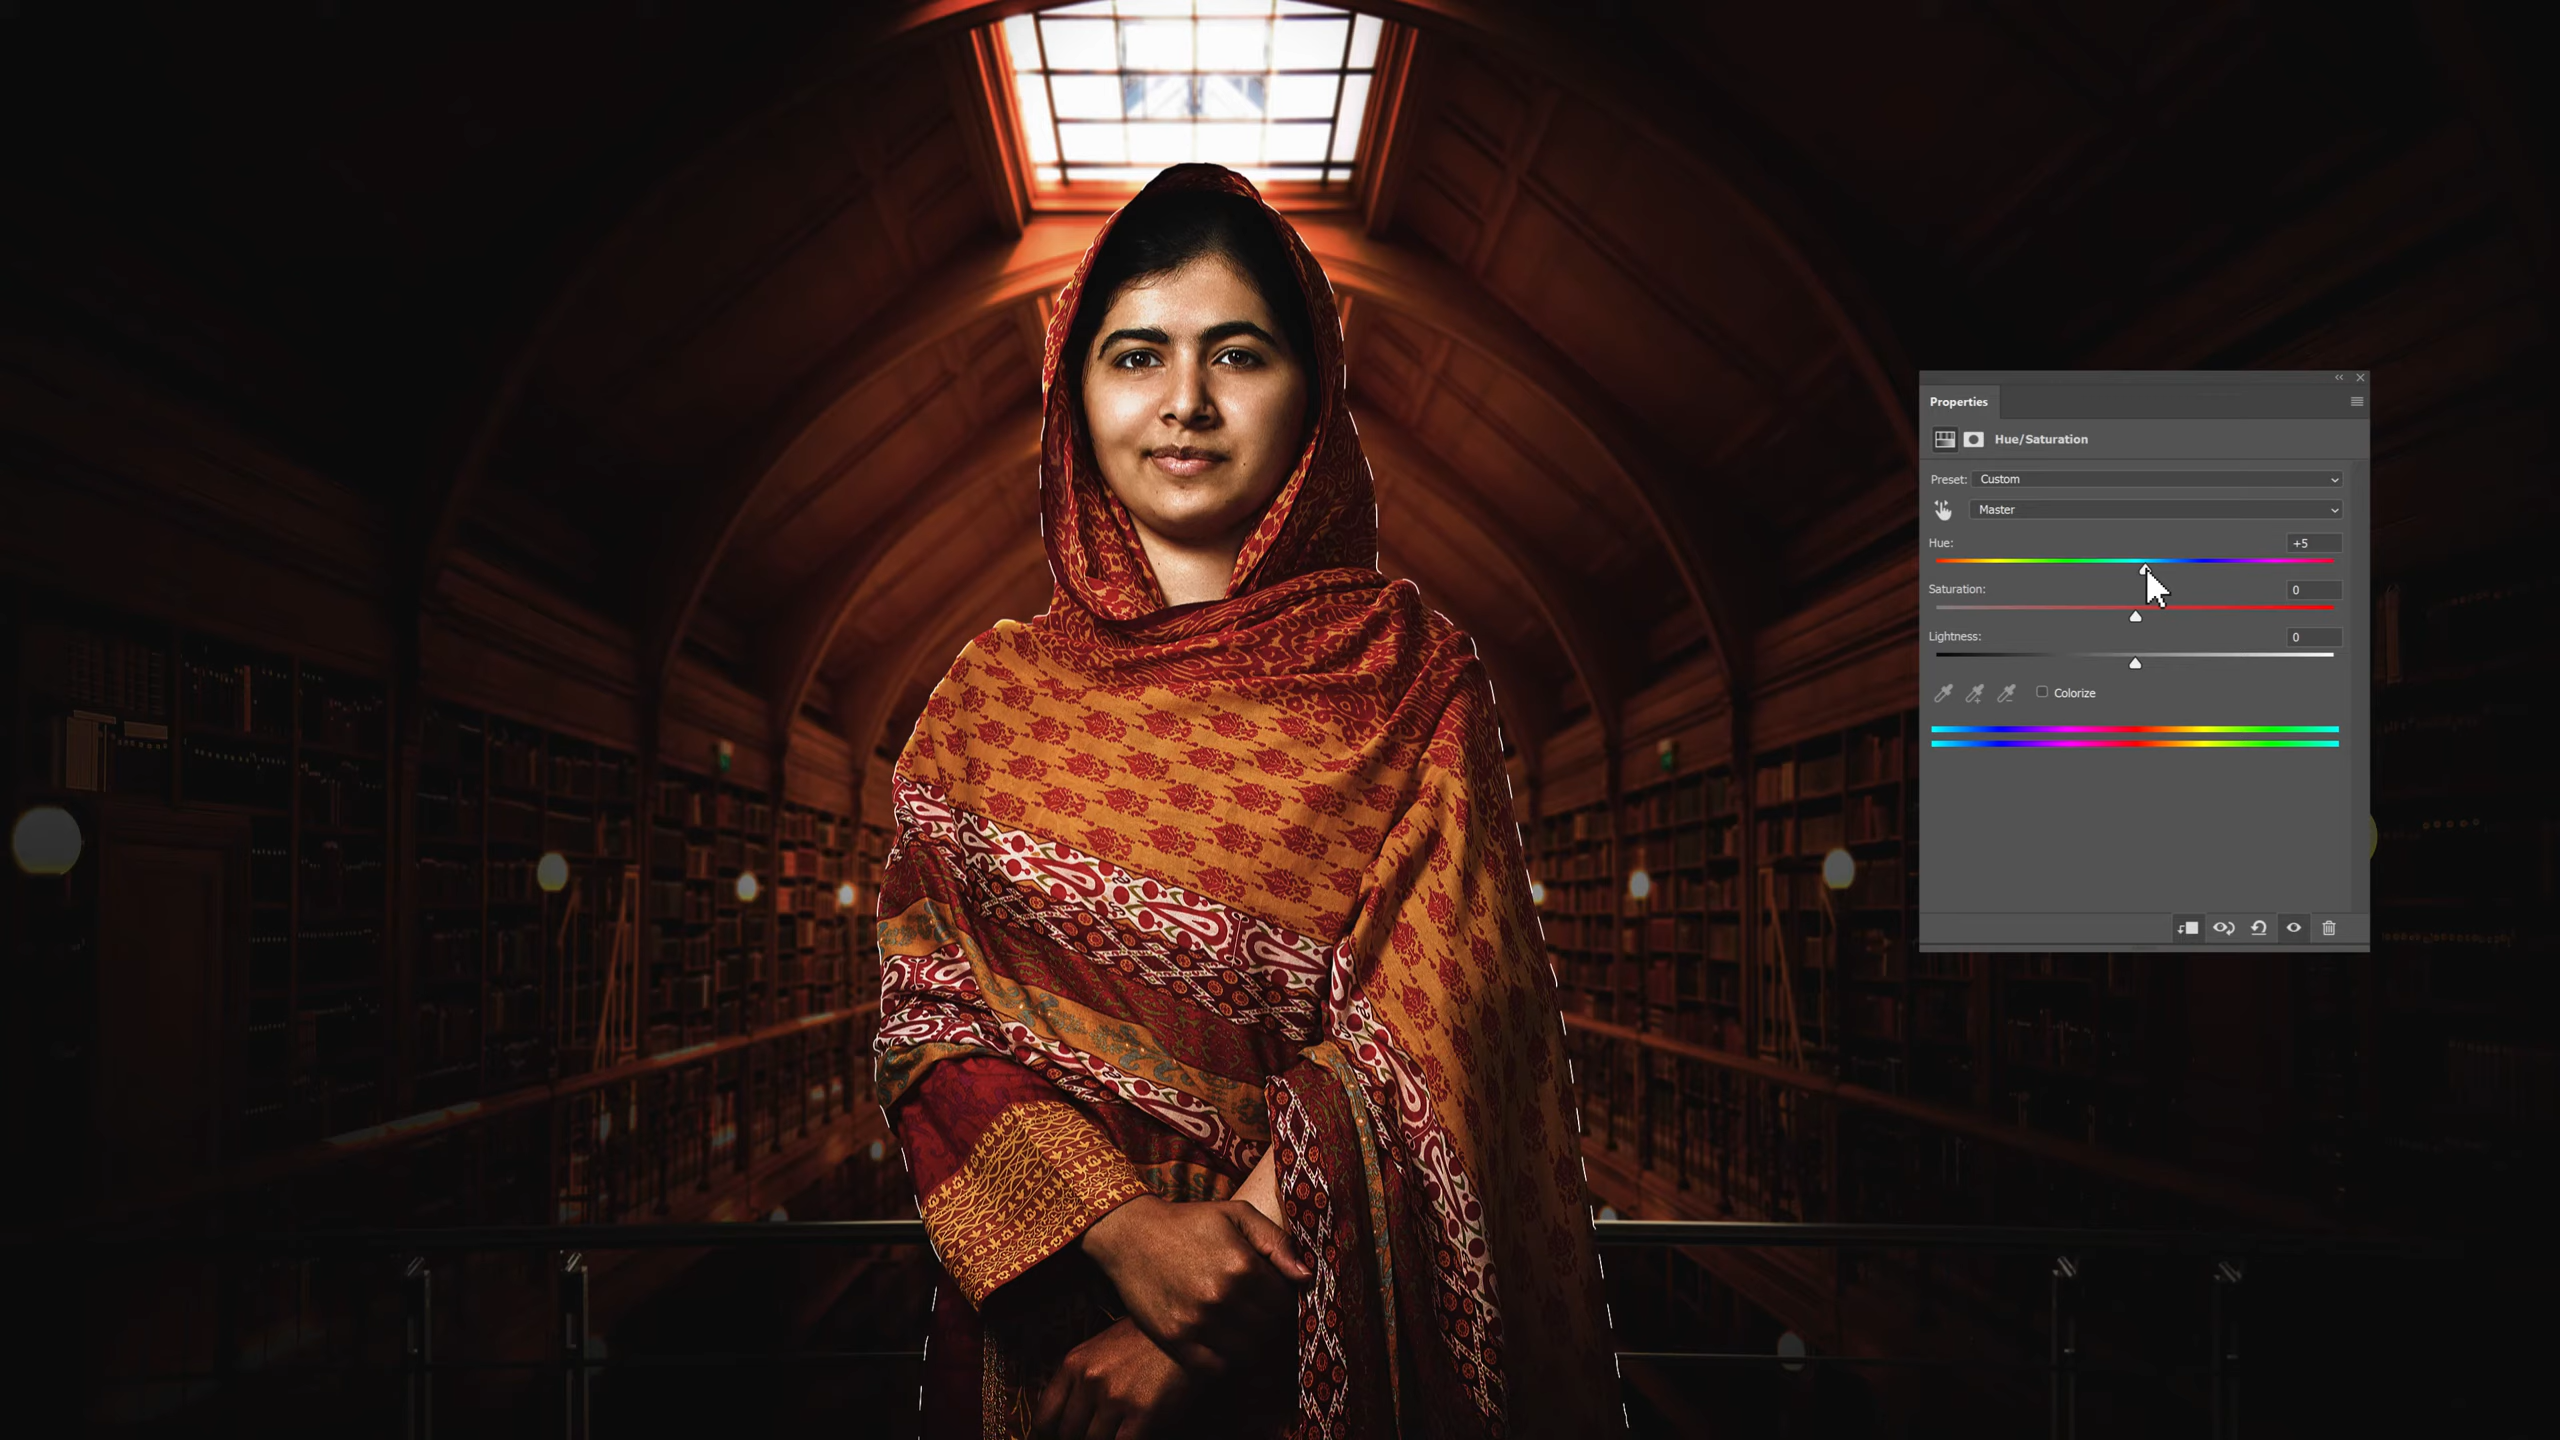 Properties
Hue/Saturation
Preset: Custom
Master
Hue: +5
Saturation: 0
Lightness: 0
Colorize